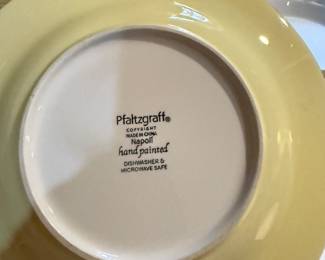 Pfaltzgraff®
COPYRIGHT
MADE IN CHINA
Napoli
hand painted
DISHWASHER &
MICROWAVE SAFE